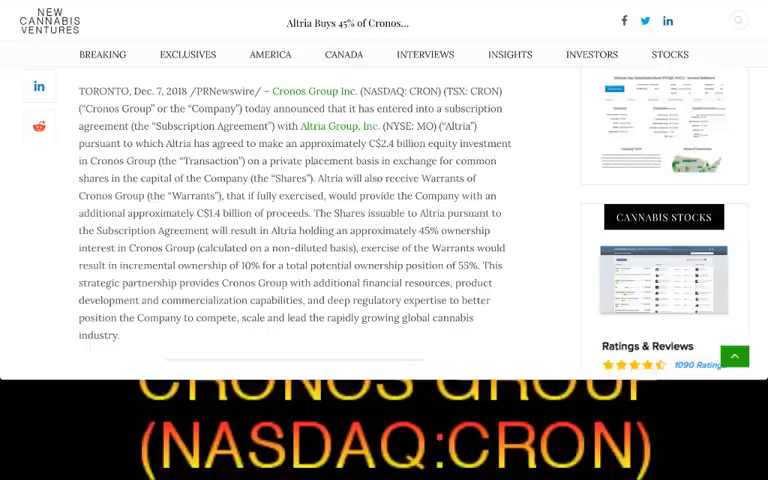 NEW
CANNABIS
VENTURES
Altria Buys 45% of Cronos...
BREAKING EXCLUSIVES AMERICA CANADA INTERVIEWS INSIGHTS INVESTORS STOCKS
TORONTO, Dec. 7, 2018 /PRNewswire/ – Cronos Group Inc. (NASDAQ: CRON) (TSX: CRON)
(“Cronos Group” or the “Company”) today announced that it has entered into a subscription
agreement (the “Subscription Agreement”) with Altria Group, Inc. (NYSE: MO) (“Altria”)
pursuant to which Altria has agreed to make an approximately C$2.4 billion equity investment
in Cronos Group (the “Transaction”) on a private placement basis in exchange for common
shares in the capital of the Company (the “Shares”). Altria will also receive Warrants of
Cronos Group (the “Warrants”), that if fully exercised, would provide the Company with an
additional approximately C$1.4 billion of proceeds. The Shares issuable to Altria pursuant to
the Subscription Agreement will result in Altria holding an approximately 45% ownership
interest in Cronos Group (calculated on a non-diluted basis), exercise of the Warrants would
result in incremental ownership of 10% for a total potential ownership position of 55%. This
strategic partnership provides Cronos Group with additional financial resources, product
development and commercialization capabilities, and deep regulatory expertise to better
position the Company to compete, scale and lead the rapidly growing global cannabis
industry.
CANNABIS STOCKS
Ratings & Reviews
1090 Rating
CRONOS GROUP
(NASDAQ:CRON)